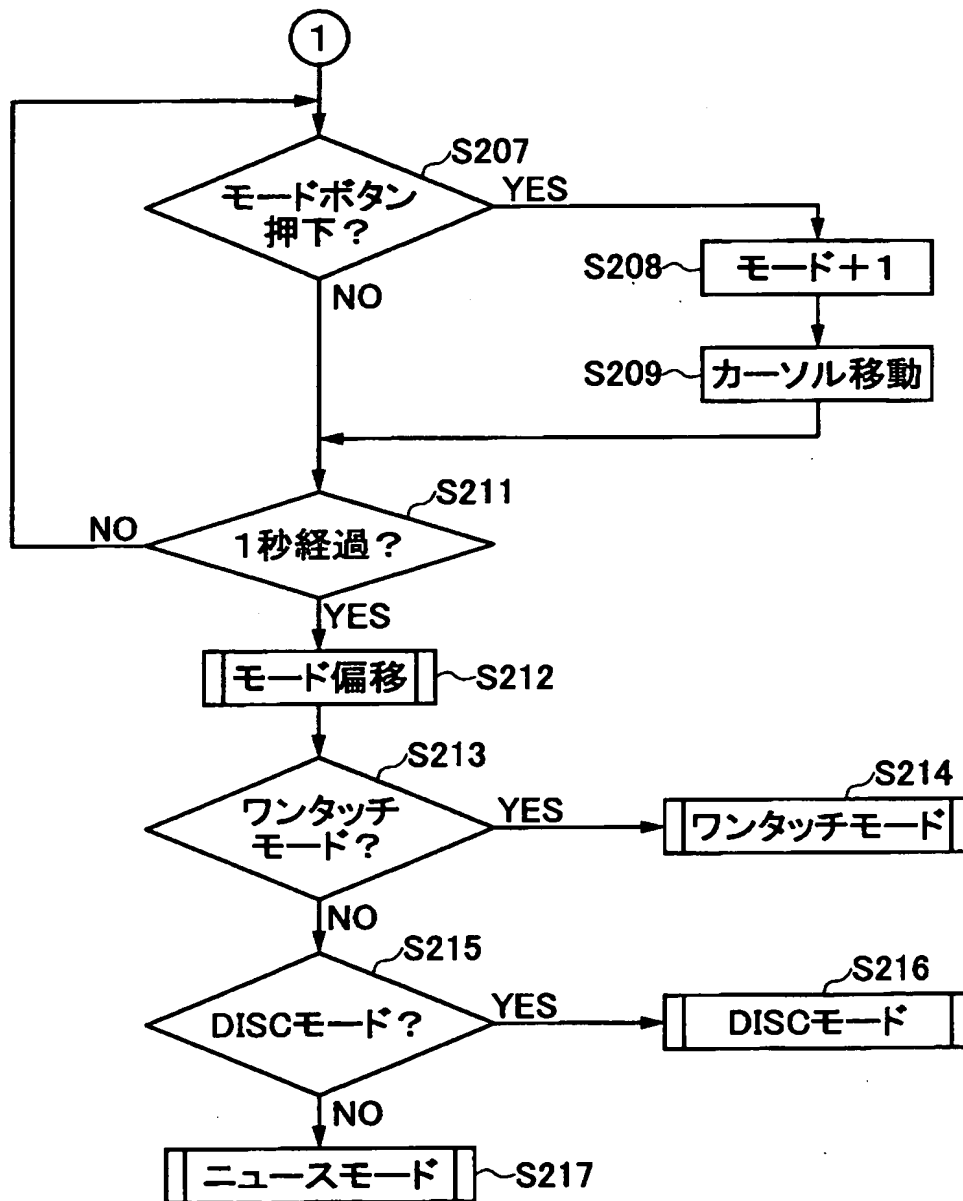 1
S207
モードボタン
押下？
YES
NO
S208
モード＋1
S209
カーソル移動
S211
1秒経過？
NO
YES
モード偏移
S212
S213
ワンタッチ
モード？
YES
NO
S214
ワンタッチモード
S215
DISCモード？
YES
NO
S216
DISCモード
ニュースモード
S217